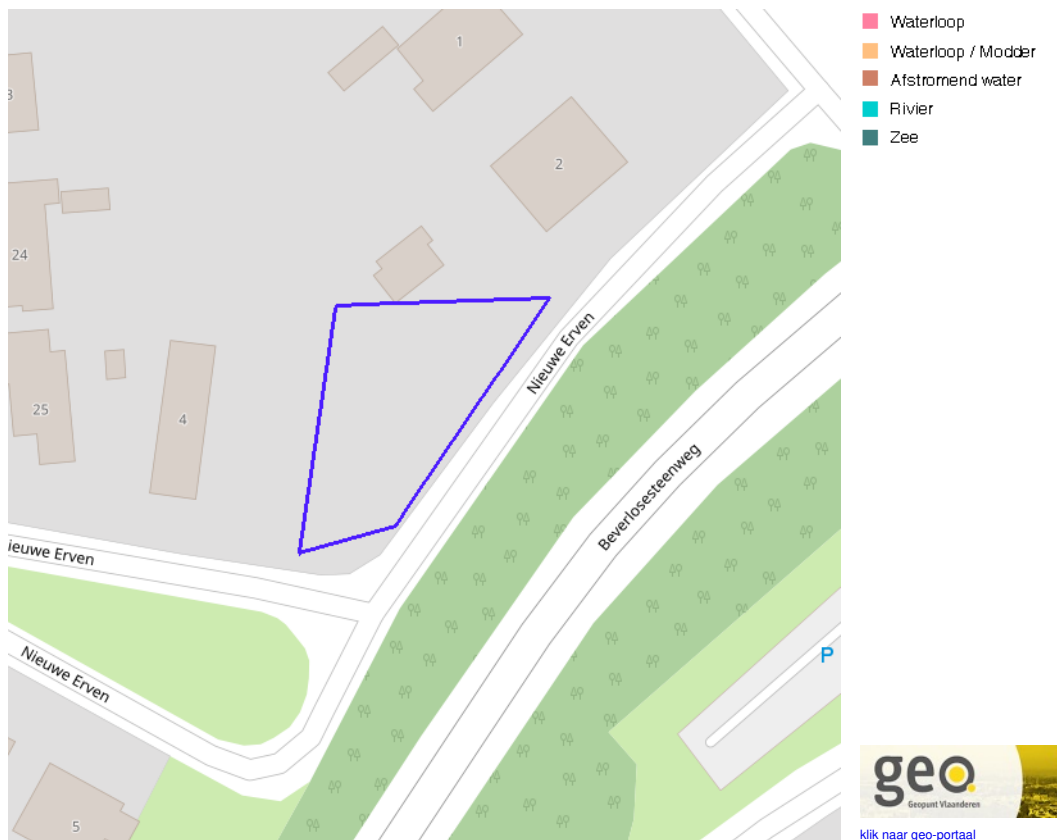 1
2
3
24
25
4
5
Nieuwe Erven
ieuwe Erven
Nieuwe Erven
Beverlosesteenweg
P
Waterloop
Waterloop / Modder
Afstromend water
Rivier
Zee
geo
Geopunt Vlaanderen
klik naar geo-portaal